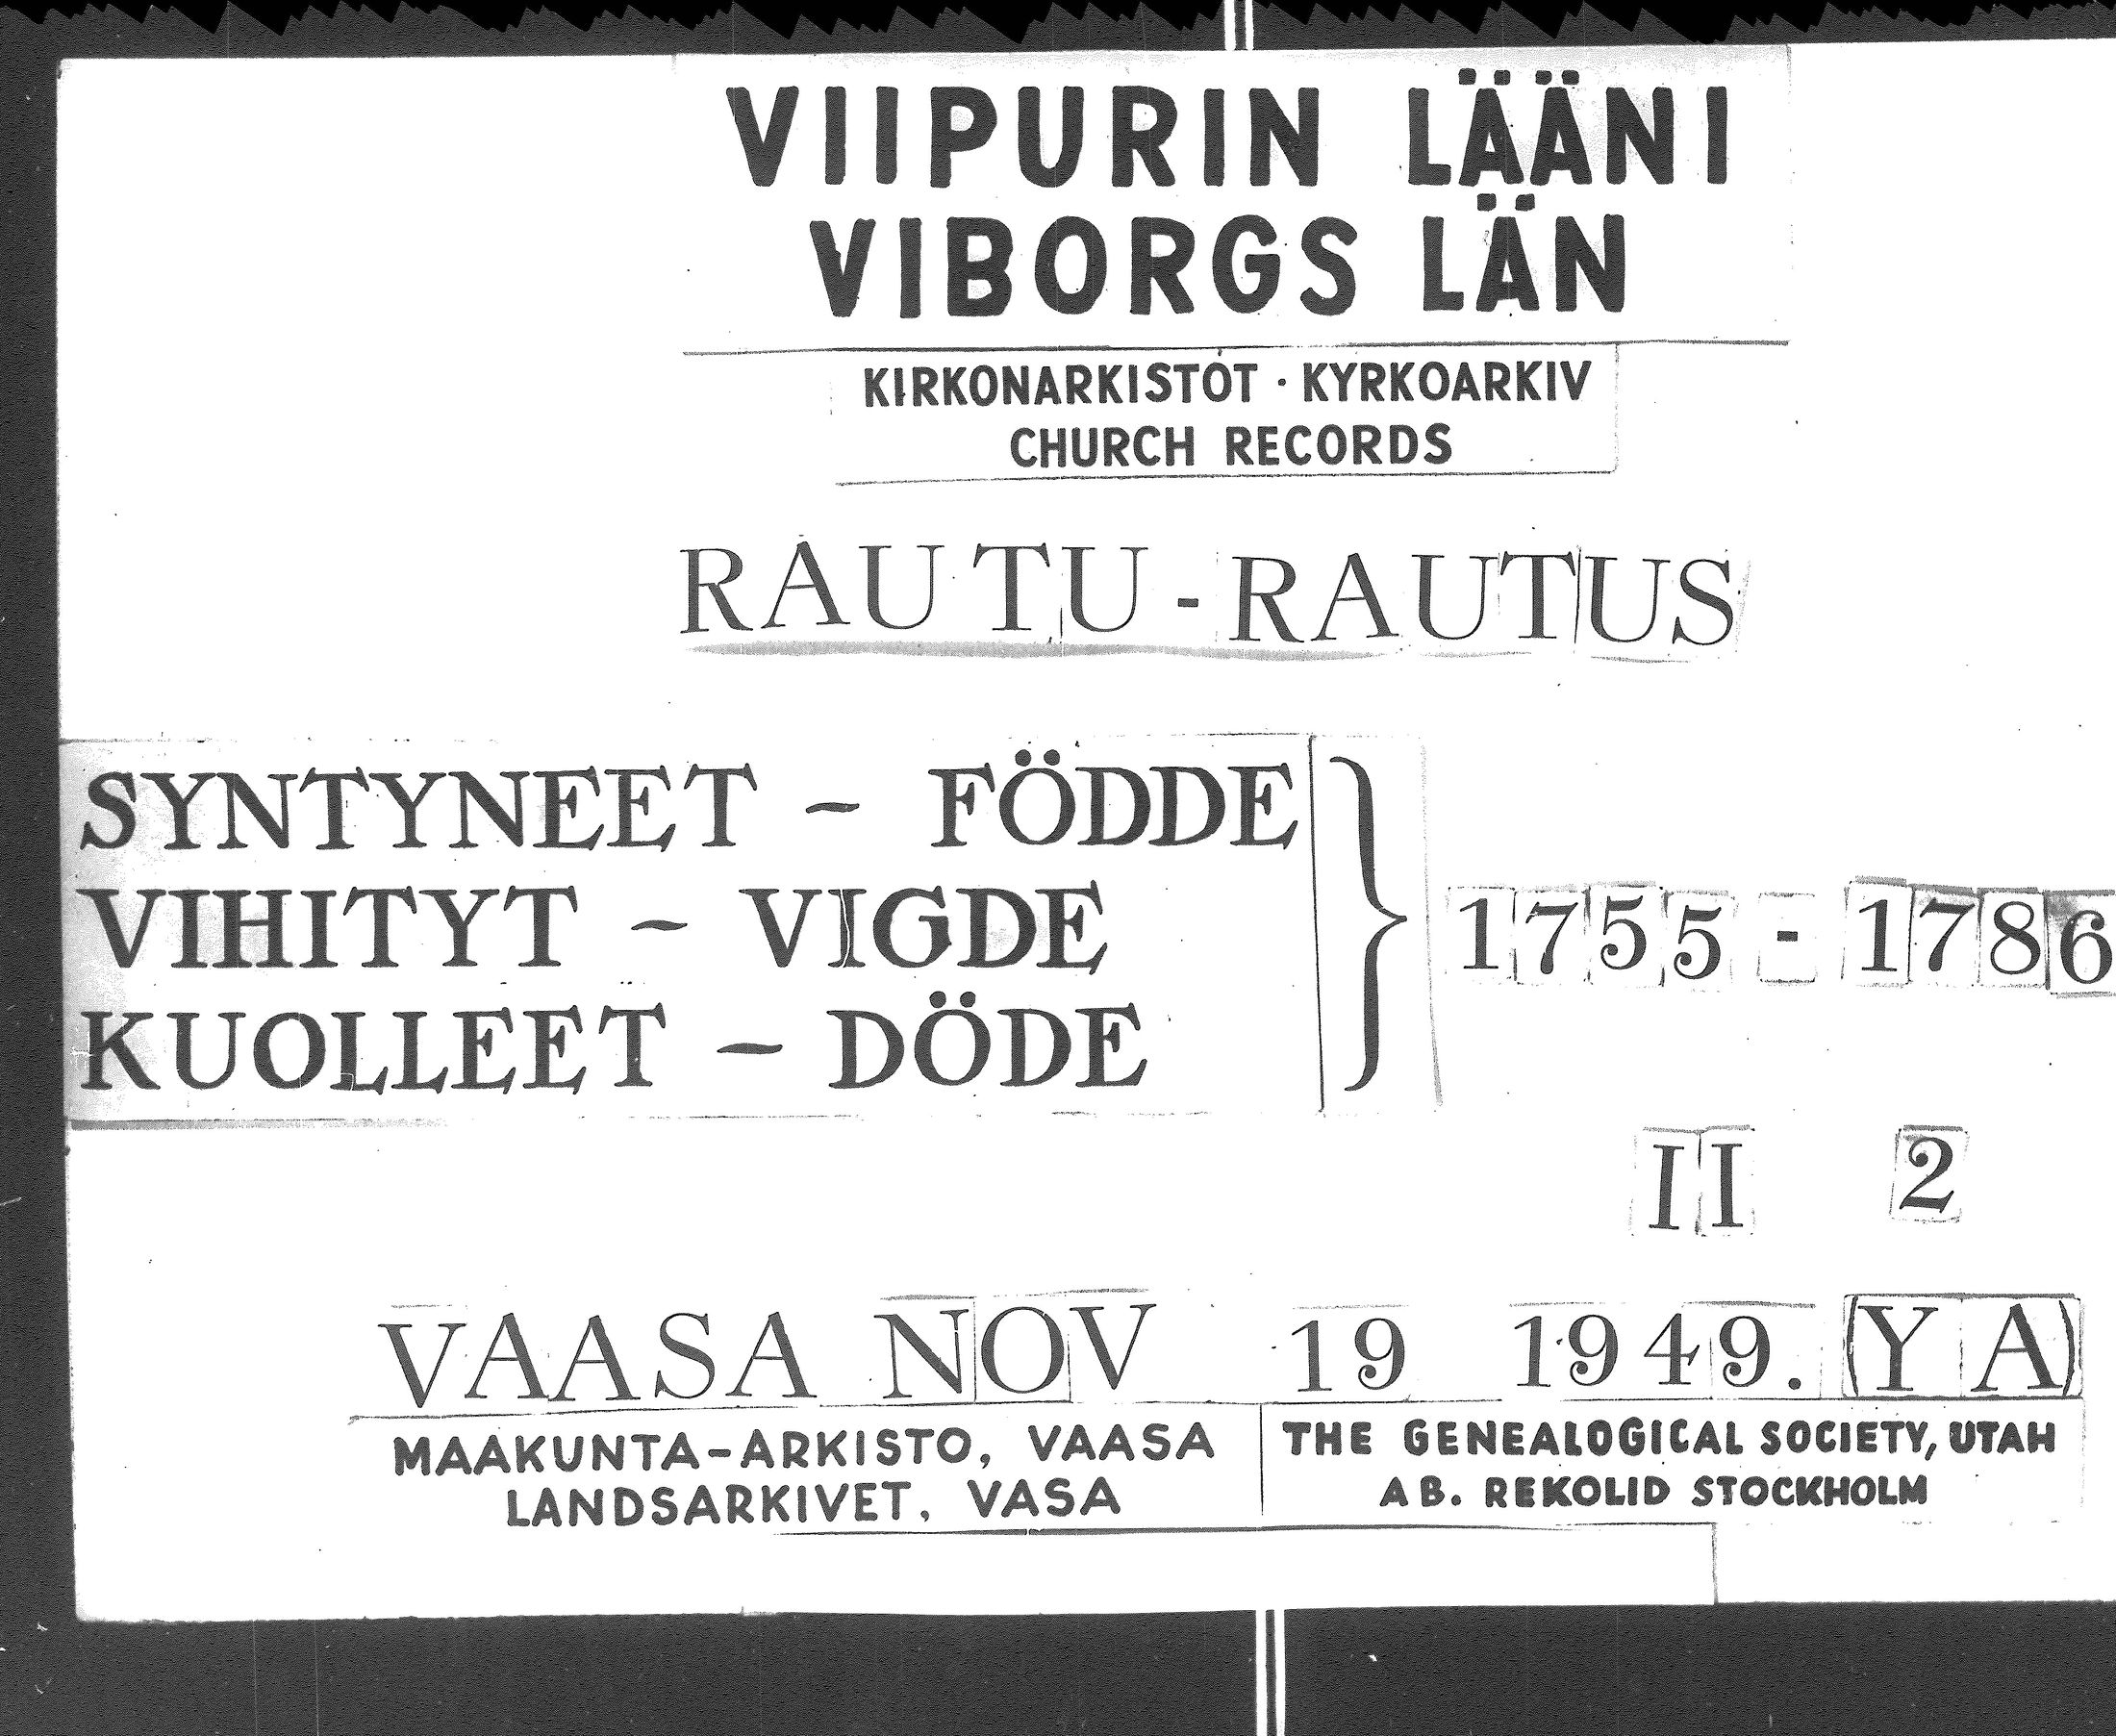 VIIPURIN LÄÄNI
VIBORGS LÄN
KIRKONARKISTOT · KYRKOARKIV
CHURCH RECORDS
RAUTU - RAUTUS
SYNTYNEET - FÖDDE
VIHITYT - VIGDE
KUOLLEET - DÖDE
} 1755 - 1786
II 2
VAASA NOV 19 1949. (YA)
MAAKUNTA-ARKISTO, VAASA
LANDSARKIVET, VASA
THE GENEALOGICAL SOCIETY, UTAH
AB. REKOLID STOCKHOLM